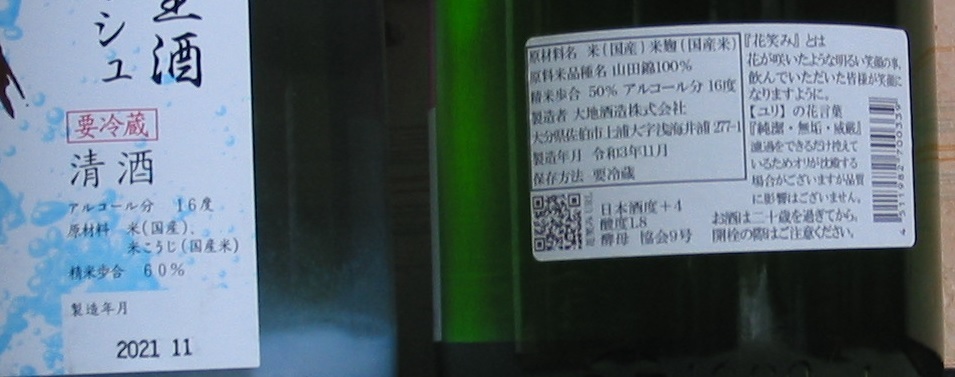 酒
シュ
要冷蔵
清酒
アルコール分 16度
原材料 米(国産)、
米こうじ(国産米)
精米歩合 60%
製造年月
2021 11
原材料名 米(国産)米麹(国産米)
原料米品種名 山田錦100%
精米歩合 50% アルコール分 16度
製造者 大地酒造株式会社
大分県佐伯市上浦大字浅海井浦 277-1
製造年月 令和3年11月
保存方法 要冷蔵
日本酒度+4
酸度1.8
酵母 協会9号
『花笑み』とは
花が咲いたような明るい笑顔の事。
飲んでいただいた皆様が笑顔に
なりますように。
【ユリ】の花言葉
『純潔・無垢・威厳』
濾過をできるだけ控えて
いるためオリが沈殿する
場合がございますが品質
に影響はございません。
お酒は二十歳を過ぎてから。
開栓の際はご注意ください。